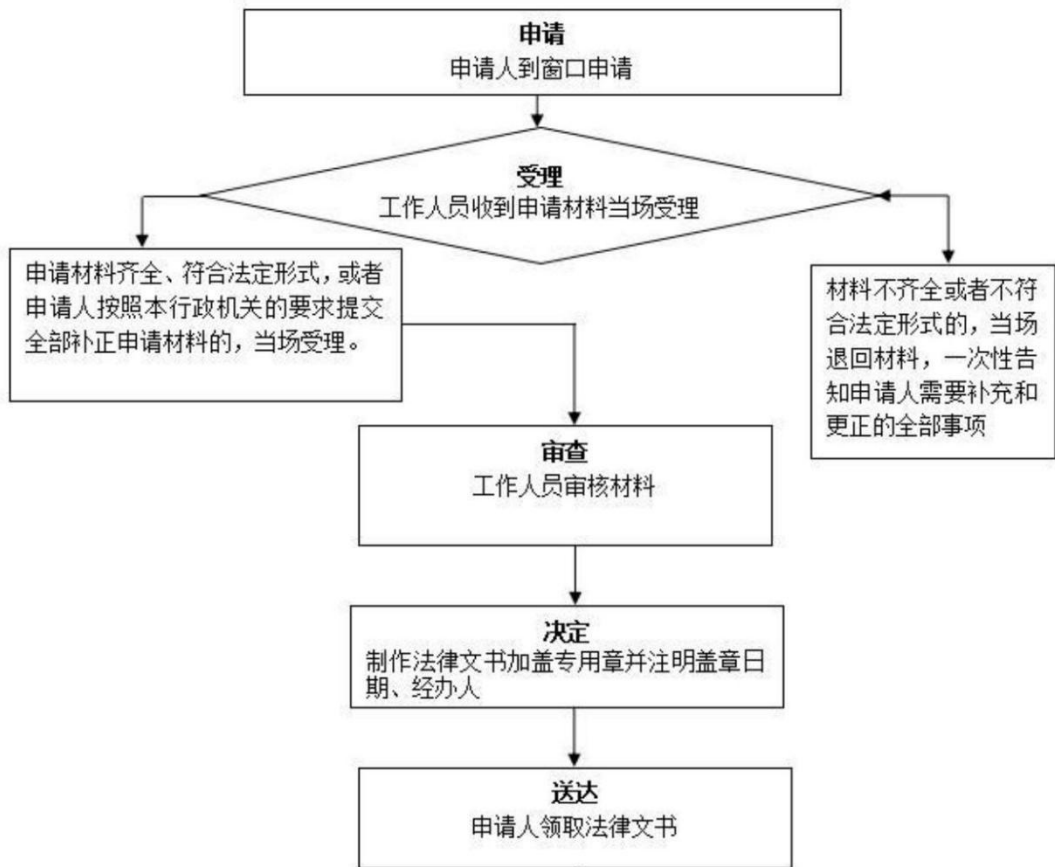 申请
申请人到窗口申请
受理
工作人员收到申请材料当场受理
申请材料齐全、符合法定形式，或者
申请人按照本行政机关的要求提交
全部补正申请材料的，当场受理。
材料不齐全或者不符
合法定形式的，当场
退回材料，一次性告
知申请人需要补充和
更正的全部事项
审查
工作人员审核材料
决定
制作法律文书加盖专用章并注明盖章日
期、经办人
送达
申请人领取法律文书